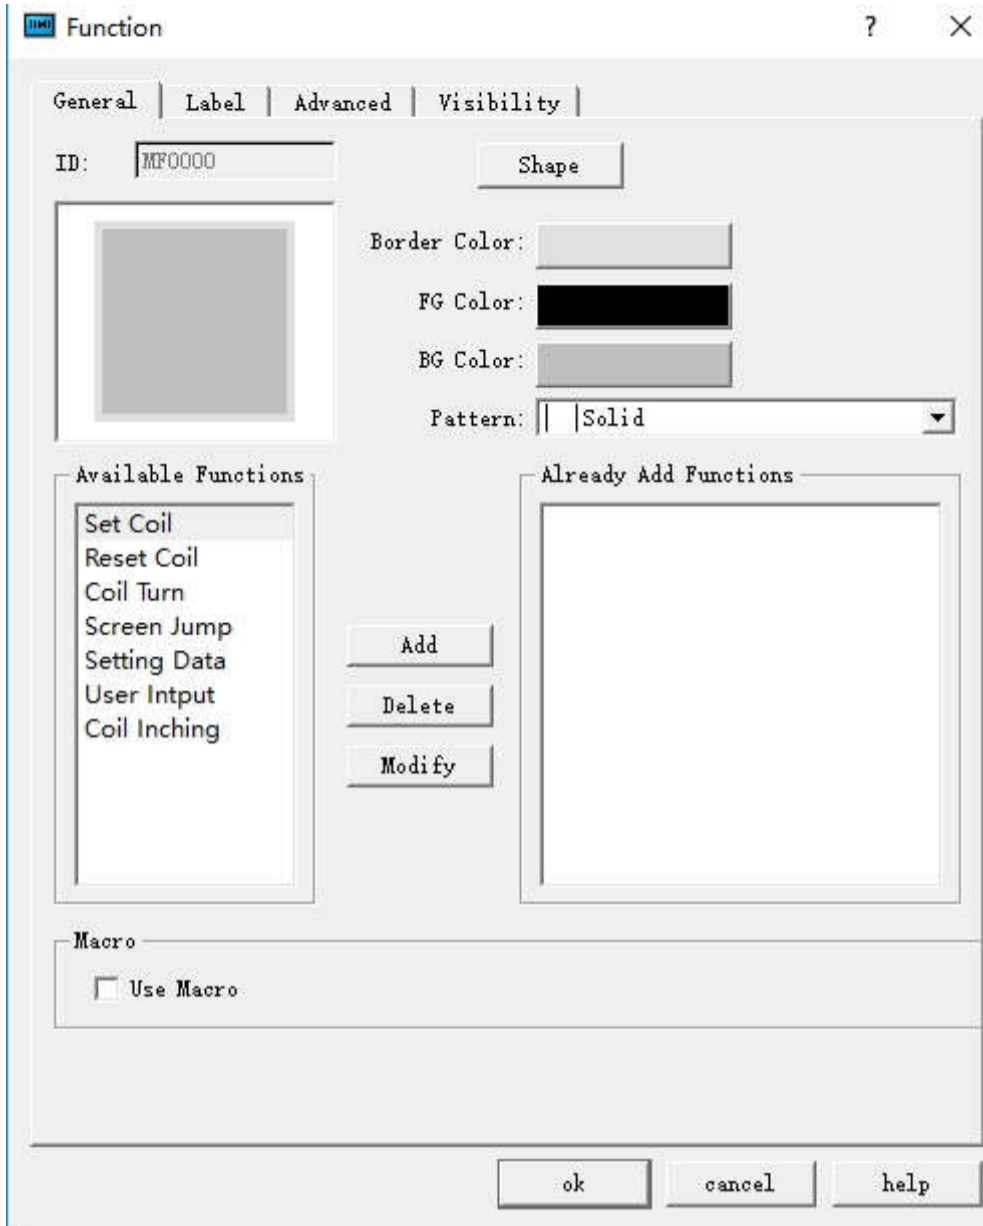 Function
General Label Advanced Visibility
ID: MF0000
Shape
Border Color:
FG Color:
BG Color:
Pattern: Solid
Available Functions
Set Coil
Reset Coil
Coil Turn
Screen Jump
Setting Data
User Intput
Coil Inching
Add
Delete
Modify
Already Add Functions
Macro
Use Macro
ok cancel help